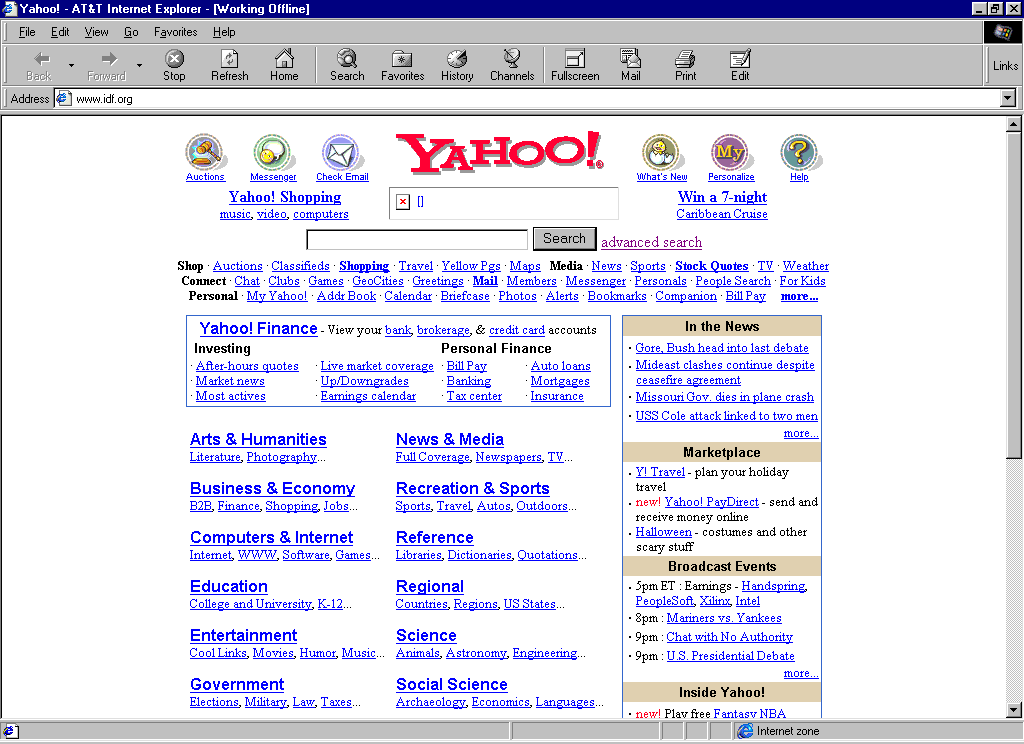 Yahoo! - AT&T Internet Explorer - [Working Offline]
File Edit View Go Favorites Help
Back Forward Stop Refresh Home Search Favorites History Channels Fullscreen Mail Print Edit Links
Address www.idf.org
YAHOO!
Auctions Messenger Check Email What's New Personalize Help
My
Yahoo! Shopping
music, video, computers
[]
Win a 7-night
Caribbean Cruise
Search advanced search
Shop · Auctions · Classifieds · Shopping · Travel · Yellow Pgs · Maps Media · News · Sports · Stock Quotes · TV · Weather
Connect · Chat · Clubs · Games · GeoCities · Greetings · Mail · Members · Messenger · Personals · People Search · For Kids
Personal · My Yahoo! · Addr Book · Calendar · Briefcase · Photos · Alerts · Bookmarks · Companion · Bill Pay more...
Yahoo! Finance - View your bank, brokerage, & credit card accounts
Investing Personal Finance
· After-hours quotes · Live market coverage · Bill Pay · Auto loans
· Market news · Up/Downgrades · Banking · Mortgages
· Most actives · Earnings calendar · Tax center · Insurance
Arts & Humanities
Literature, Photography...
News & Media
Full Coverage, Newspapers, TV...
Business & Economy
B2B, Finance, Shopping, Jobs...
Recreation & Sports
Sports, Travel, Autos, Outdoors...
Computers & Internet
Internet, WWW, Software, Games...
Reference
Libraries, Dictionaries, Quotations...
Education
College and University, K-12...
Regional
Countries, Regions, US States...
Entertainment
Cool Links, Movies, Humor, Music...
Science
Animals, Astronomy, Engineering...
Government
Elections, Military, Law, Taxes...
Social Science
Archaeology, Economics, Languages...
In the News
· Gore, Bush head into last debate
· Mideast clashes continue despite
ceasefire agreement
· Missouri Gov. dies in plane crash
· USS Cole attack linked to two men
more...
Marketplace
· Y! Travel - plan your holiday
travel
· new! Yahoo! PayDirect - send and
receive money online
· Halloween - costumes and other
scary stuff
Broadcast Events
· 5pm ET : Earnings - Handspring,
PeopleSoft, Xilinx, Intel
· 8pm : Mariners vs. Yankees
· 9pm : Chat with No Authority
· 9pm : U.S. Presidential Debate
more...
Inside Yahoo!
· new! Play free Fantasy NBA
Internet zone